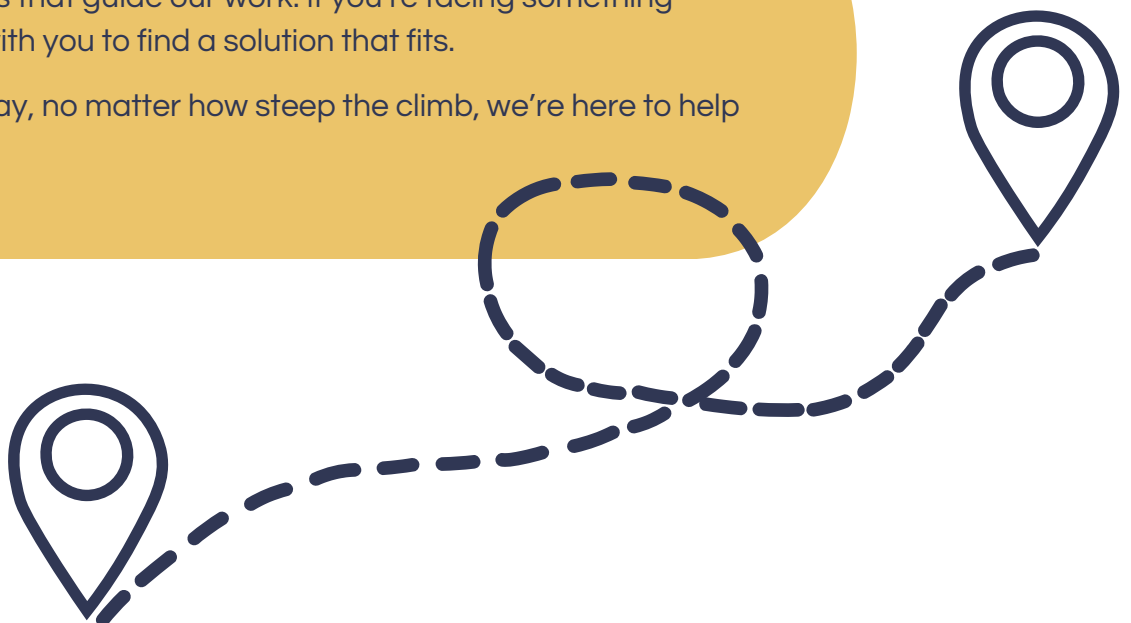 s that guide our work. If you're facing something
ith you to find a solution that fits.
ay, no matter how steep the climb, we’re here to help